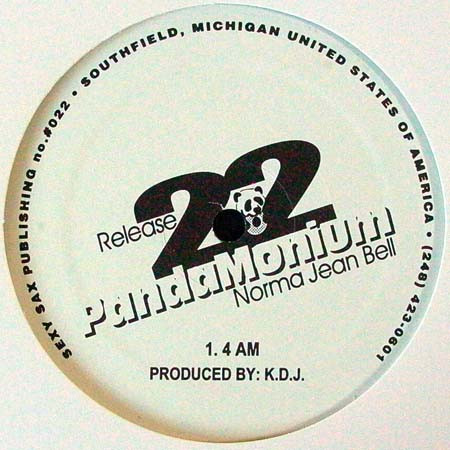 SEXY SAX PUBLISHING no.#022 • SOUTHFIELD, MICHIGAN UNITED STATES OF AMERICA • (248) 423-0601
Release
22
PandaMonium
Norma Jean Bell
1. 4 AM
PRODUCED BY: K.D.J.